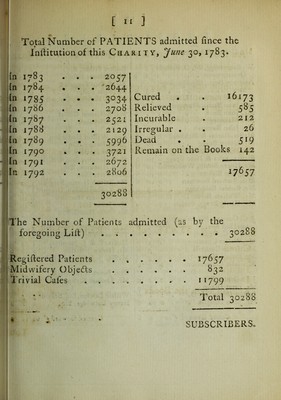 [ 11 ]
Total Number of PATIENTS admitted ſince the
Inſtitution of this CHARITY, June 30, 1783.
In 1783 . . . 2057
In 1784 . . . 2644
In 1785 . . . 3034
In 1786 . . . 2708
In 1787 . . . 2521
In 1788 . . . 2129
In 1789 . . . 5996
In 1790 . . . 3721
In 1791 . . . 2672
In 1792 . . . 2806
30288
Cured . . 16173
Relieved . 585
Incurable . 212
Irregular . . 26
Dead . . 519
Remain on the Books 142
17657
The Number of Patients admitted (as by the
foregoing Liſt) . . . . . . . . 30288
Regiſtered Patients . . . . . . 17657
Midwifery Objects . . . . . . 832
Trivial Caſes . . . . . . . . 11799
Total 30288
SUBSCRIBERS.